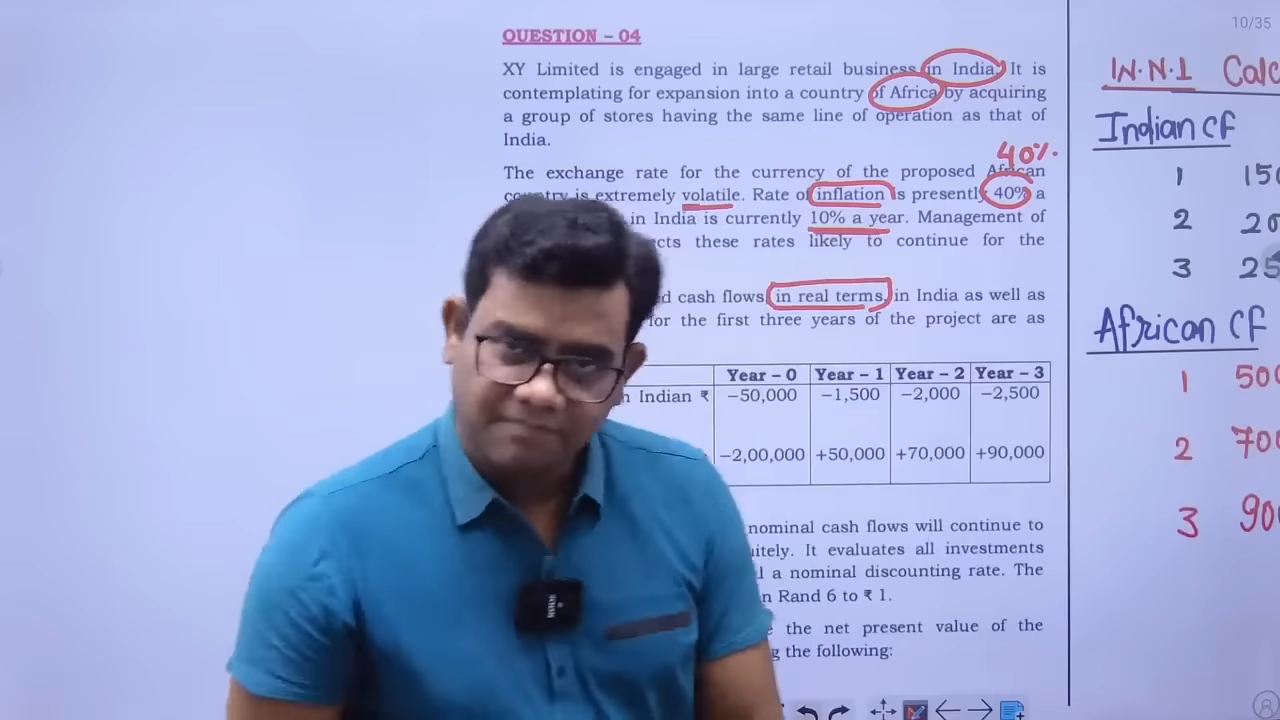 10/35
QUESTION – 04
XY Limited is engaged in large retail business in India. It is
contemplating for expansion into a country of Africa by acquiring
a group of stores having the same line of operation as that of
India.
40%.
The exchange rate for the currency of the proposed African
country is extremely volatile. Rate of inflation is presently 40% a
in India is currently 10% a year. Management of
these rates likely to continue for the
cash flows, in real terms, in India as well as
for the first three years of the project are as
Year – 0 Year – 1 Year – 2 Year – 3
Indian ₹ −50,000 −1,500 −2,000 −2,500
−2,00,000 +50,000 +70,000 +90,000
nominal cash flows will continue to
It evaluates all investments
a nominal discounting rate. The
Rand 6 to ₹ 1.
the net present value of the
the following:
W.N.1
Indian CF
1
2
3
African CF
1
2
3